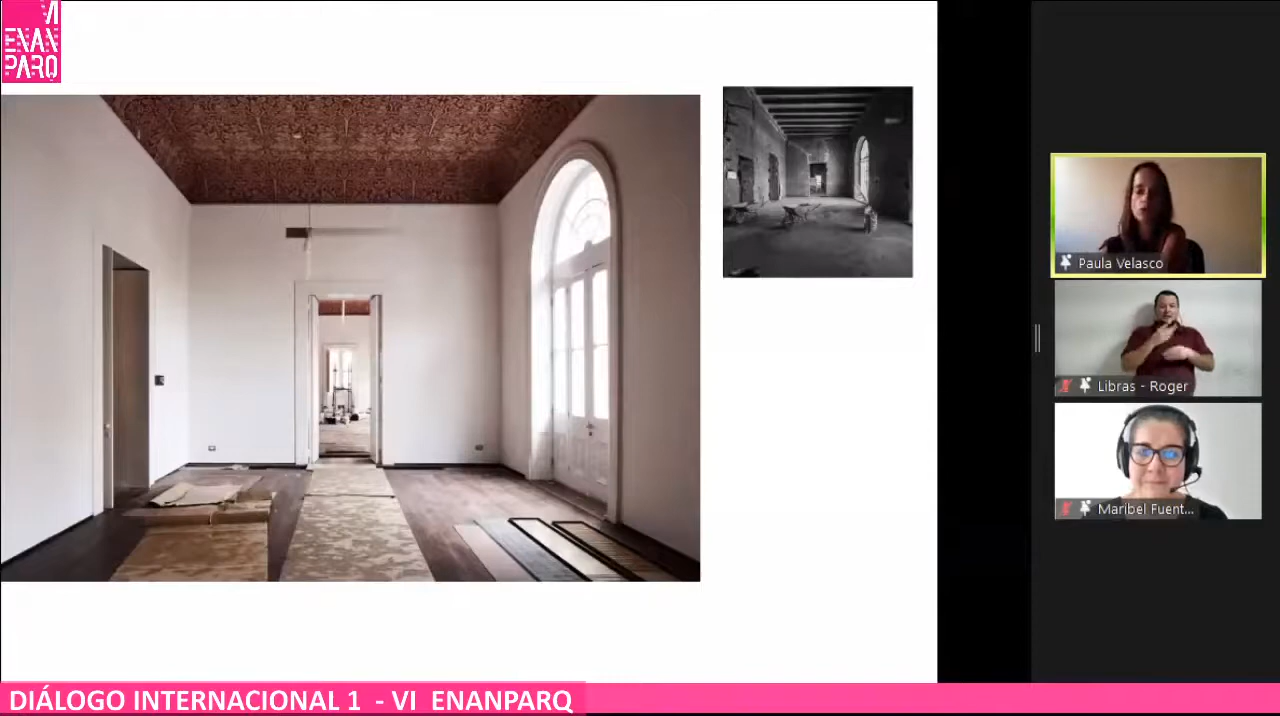 VI
ENAN
PARQ
Paula Velasco
Libras - Roger
Maribel Fuent...
DIÁLOGO INTERNACIONAL 1 - VI ENANPARQ